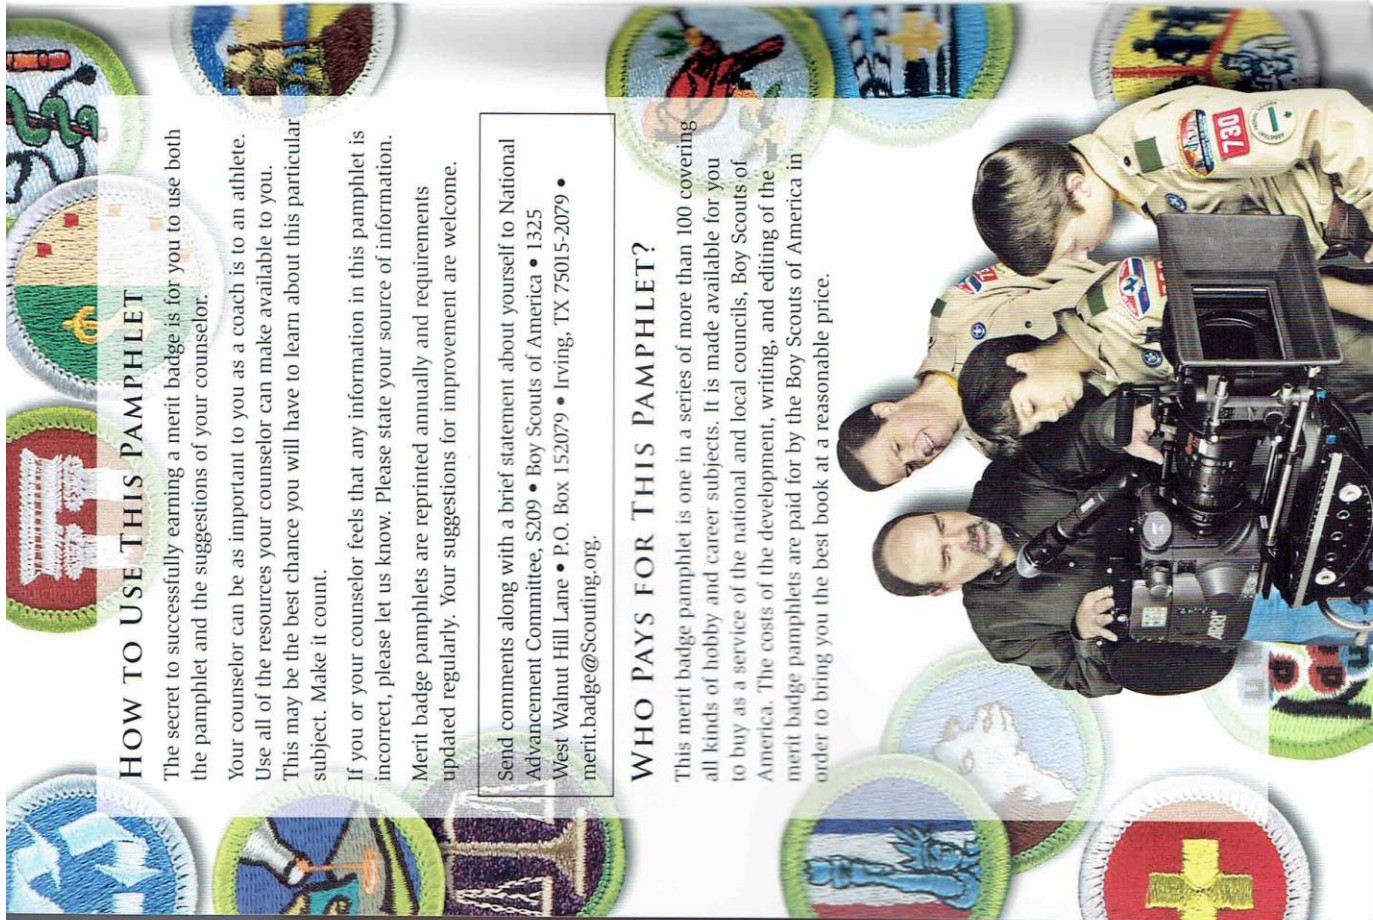 HOW TO USE THIS PAMPHLET
The secret to successfully earning a merit badge is for you to use both
the pamphlet and the suggestions of your counselor.
Your counselor can be as important to you as a coach is to an athlete.
Use all of the resources your counselor can make available to you.
This may be the best chance you will have to learn about this particular
subject. Make it count.
If you or your counselor feels that any information in this pamphlet is
incorrect, please let us know. Please state your source of information.
Merit badge pamphlets are reprinted annually and requirements
updated regularly. Your suggestions for improvement are welcome.
Send comments along with a brief statement about yourself to National
Advancement Committee, S209 • Boy Scouts of America • 1325
West Walnut Hill Lane • P.O. Box 152079 • Irving, TX 75015-2079 •
merit.badge@Scouting.org.
WHO PAYS FOR THIS PAMPHLET?
This merit badge pamphlet is one in a series of more than 100 covering
all kinds of hobby and career subjects. It is made available for you
to buy as a service of the national and local councils, Boy Scouts of
America. The costs of the development, writing, and editing of the
merit badge pamphlets are paid for by the Boy Scouts of America in
order to bring you the best book at a reasonable price.
730
ARRI